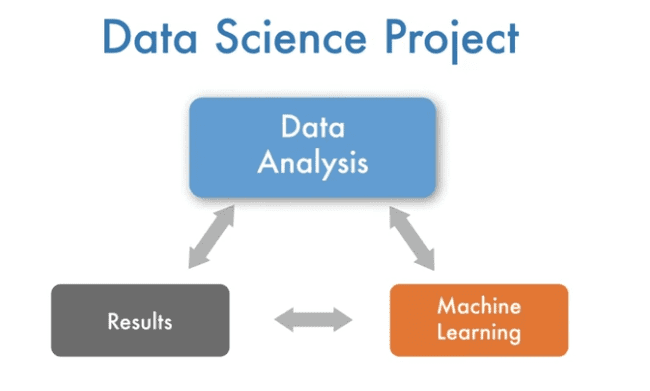 Data Science Project
Data
Analysis
Results
Machine
Learning